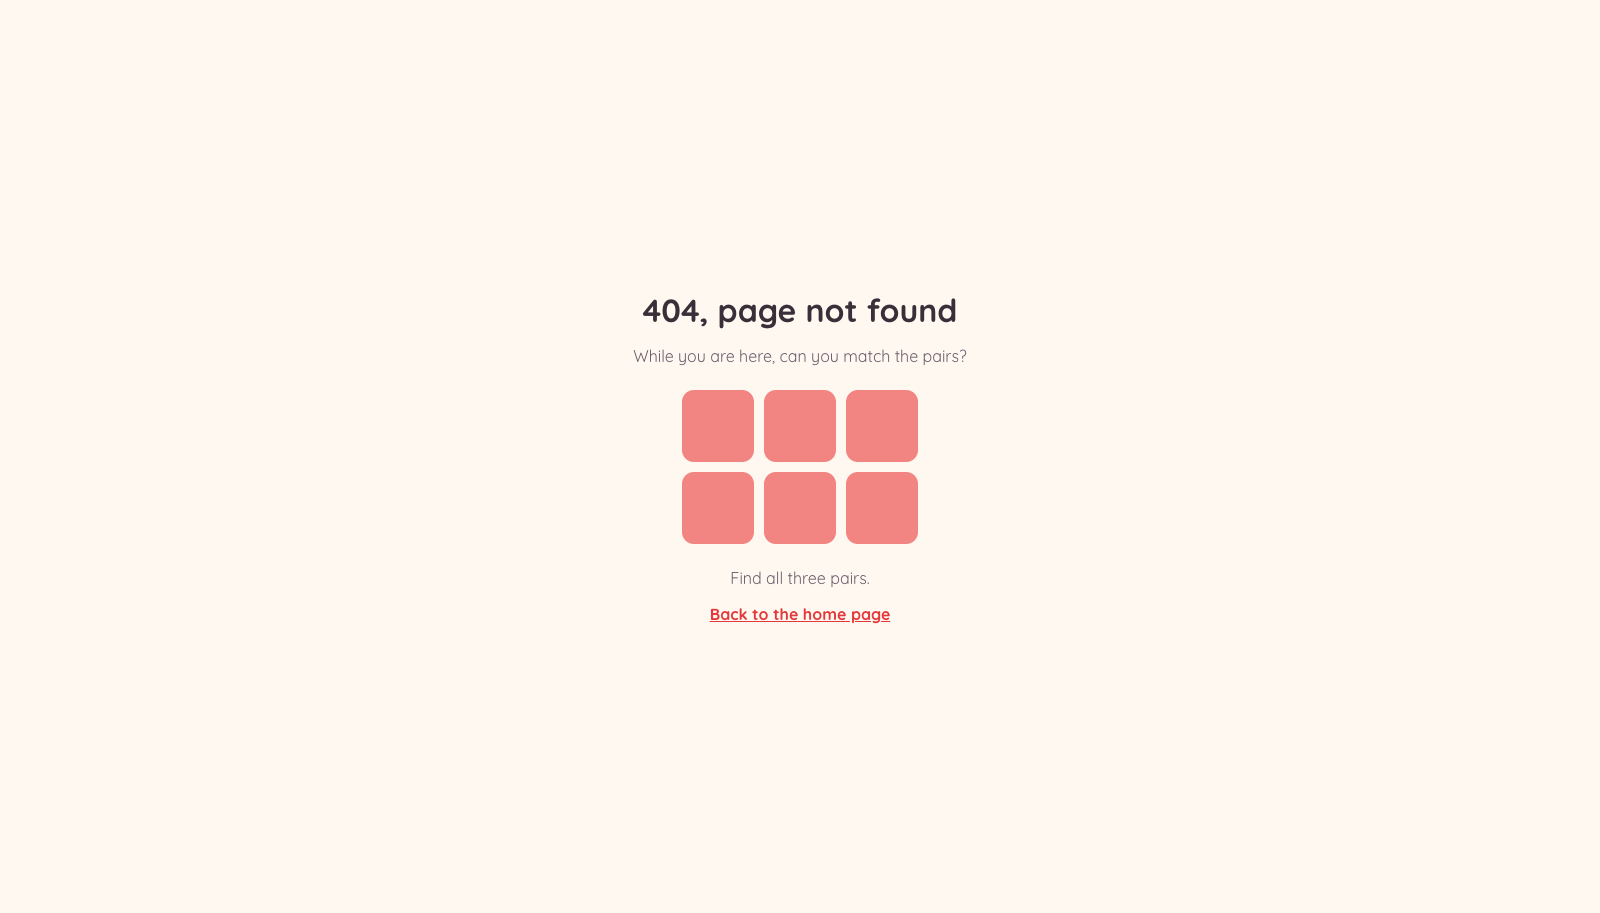 404, page not found
While you are here, can you match the pairs?
Find all three pairs.
Back to the home page